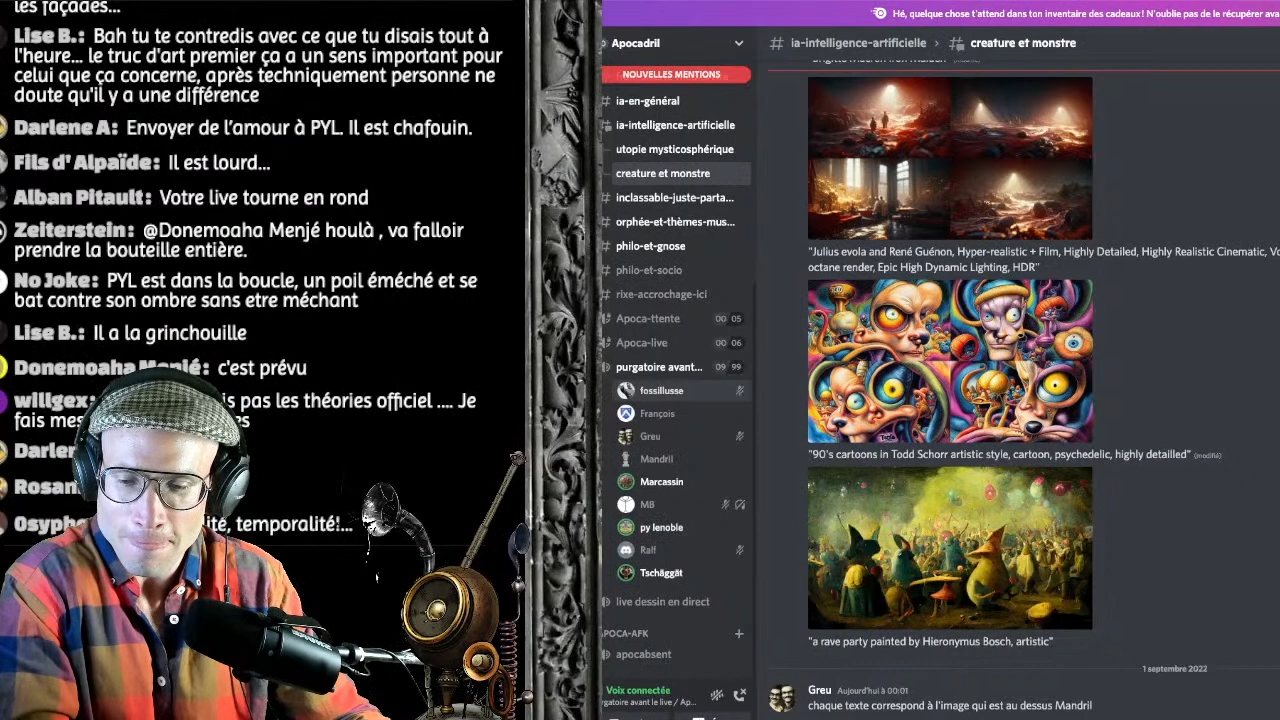 les façades...
Lise B.: Bah tu te contredis avec ce que tu disais tout à
l'heure... le truc d'art premier ça a un sens important pour
celui que ça concerne, après techniquement personne ne
doute qu'il y a une différence
Darlene A: Envoyer de l'amour à PYL. Il est chafouin.
Fils d' Alpaïde: Il est lourd...
Alban Pitault: Votre live tourne en rond
Zeiterstein: @Donemoaha Menjé houlà , va falloir
prendre la bouteille entière.
No Joke: PYL est dans la boucle, un poil éméché et se
bat contre son ombre sans etre méchant
Lise B.: Il a la grinchouille
Donemoaha Menjé: c'est prévu
willgex: pas les théories officiel .... Je
fais mes
Darlen
Rosan
Osyph lité, temporalité!...
Hé, quelque chose t'attend dans ton inventaire des cadeaux! N'oublie pas de le récupérer ava
Apocadril
# ia-intelligence-artificielle > creature et monstre
NOUVELLES MENTIONS
ia-en-général
ia-intelligence-artificielle
utopie mysticosphérique
creature et monstre
inclassable-juste-parta...
orphée-et-thèmes-mus...
philo-et-gnose
philo-et-socio
rixe-accrochage-ici
Apoca-ttente 00 05
Apoca-live 00 06
purgatoire avant... 09 99
fossillusse
François
Greu
Mandril
Marcassin
MB
py lenoble
Ralf
Tschäggät
live dessin en direct
APOCA-AFK
apocabsent
Voix connectée
rgatoire avant le live / Ap...
"Julius evola and René Guénon, Hyper-realistic + Film, Highly Detailed, Highly Realistic Cinematic, Vo
octane render, Epic High Dynamic Lighting, HDR"
"90's cartoons in Todd Schorr artistic style, cartoon, psychedelic, highly detailled" (modifié)
"a rave party painted by Hieronymus Bosch, artistic"
1 septembre 2022
Greu Aujourd'hui à 00:01
chaque texte correspond à l'image qui est au dessus Mandril